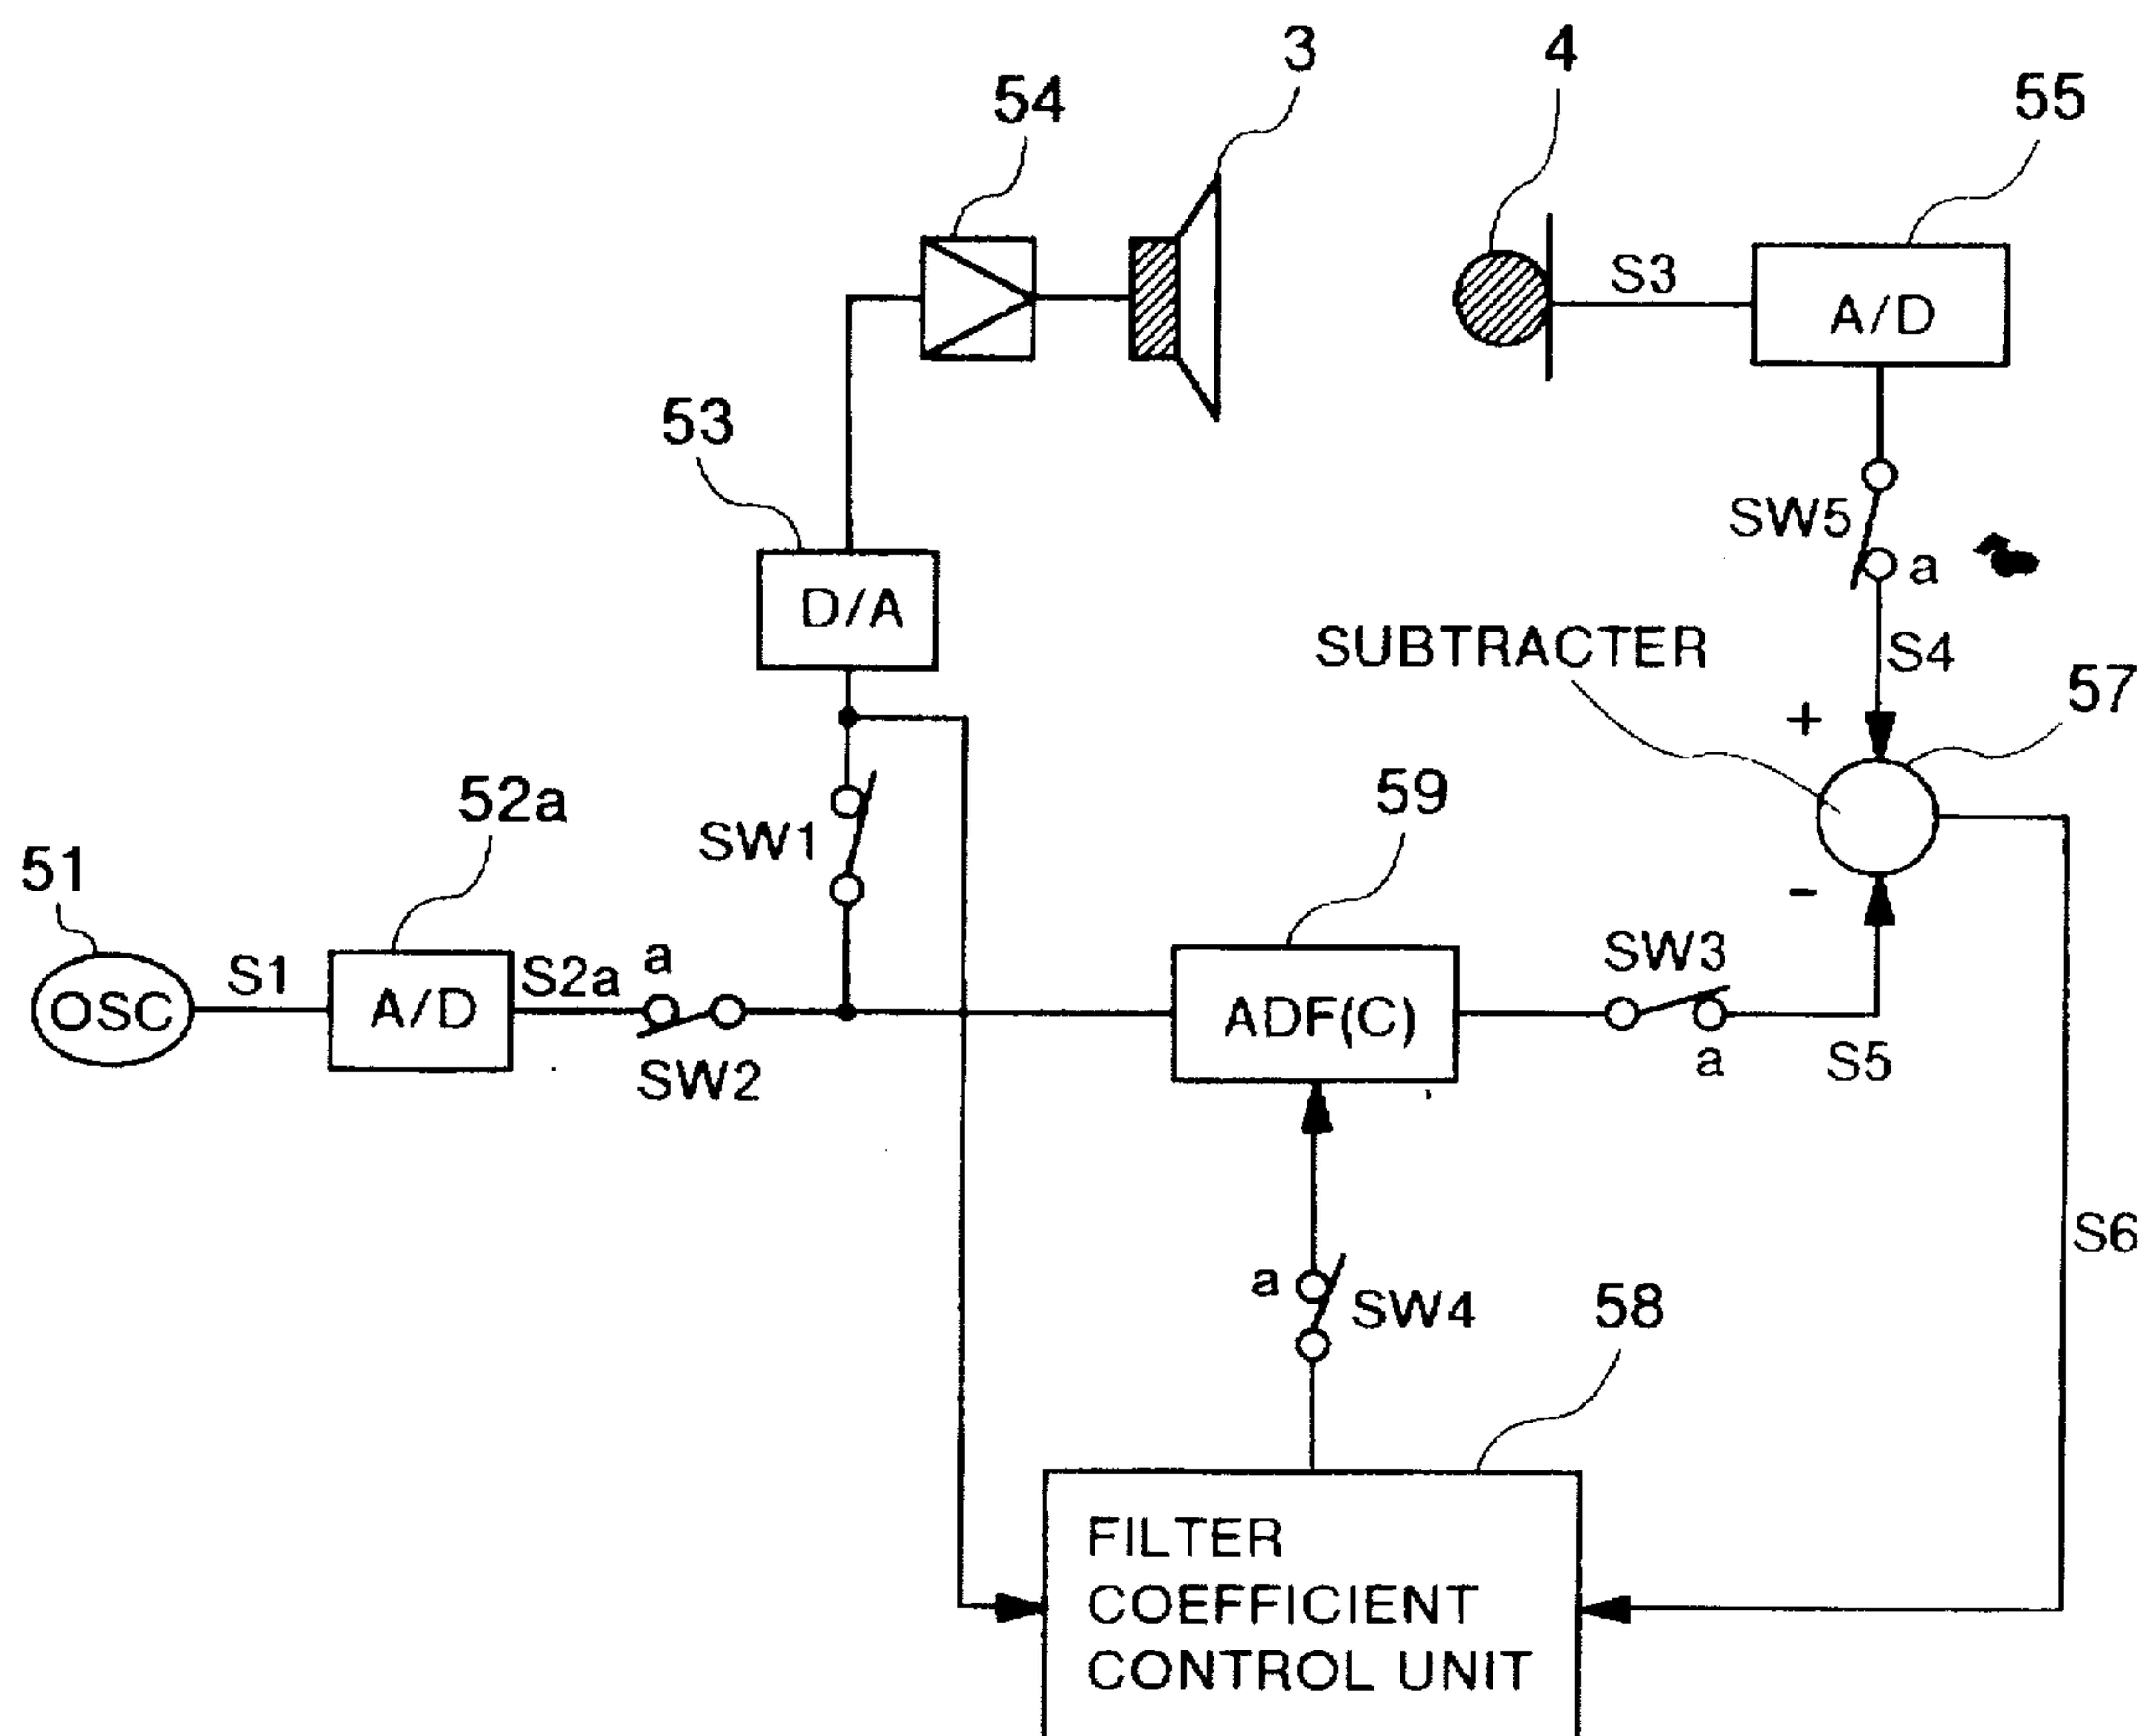 3
4
54
55
S3
A/D
53
SW5
a
D/A
SUBTRACTER
S4
57
+
52a
59
SW1
51
-
S1
S2a
a
SW3
OSC
A/D
ADF(C)
SW2
a
S5
S6
a
SW4
58
FILTER
COEFFICIENT
CONTROL UNIT